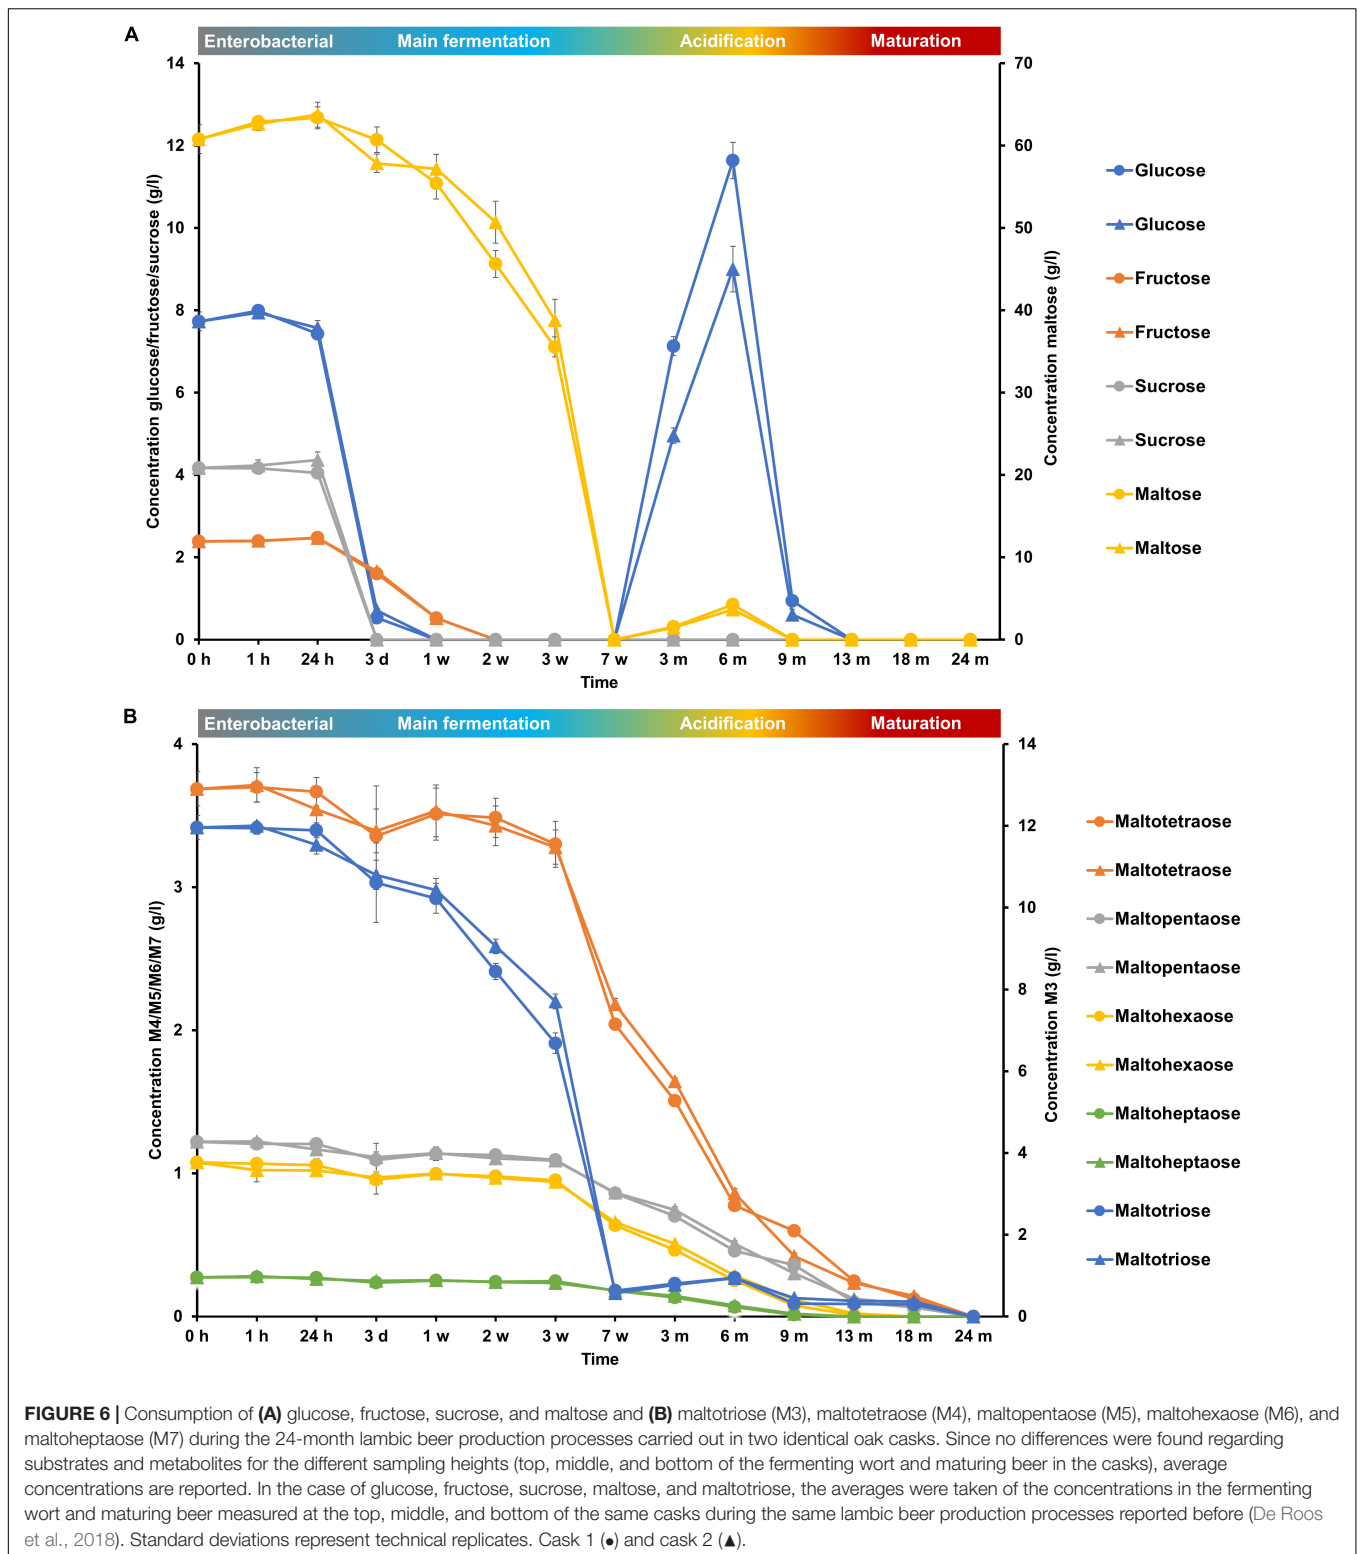 A
Enterobacterial Main fermentation Acidification Maturation
14 70
12 60
10 50
8 40
6 30
4 20
2 10
0 0
Concentration glucose/fructose/sucrose (g/l)
Concentration maltose (g/l)
0 h 1 h 24 h 3 d 1 w 2 w 3 w 7 w 3 m 6 m 9 m 13 m 18 m 24 m
Time
Glucose
Glucose
Fructose
Fructose
Sucrose
Sucrose
Maltose
Maltose
B
Enterobacterial Main fermentation Acidification Maturation
4 14
12
3 10
8
2
6
1 4
2
0 0
Concentration M4/M5/M6/M7 (g/l)
Concentration M3 (g/l)
0 h 1 h 24 h 3 d 1 w 2 w 3 w 7 w 3 m 6 m 9 m 13 m 18 m 24 m
Time
Maltotetraose
Maltotetraose
Maltopentaose
Maltopentaose
Maltohexaose
Maltohexaose
Maltoheptaose
Maltoheptaose
Maltotriose
Maltotriose
FIGURE 6 | Consumption of (A) glucose, fructose, sucrose, and maltose and (B) maltotriose (M3), maltotetraose (M4), maltopentaose (M5), maltohexaose (M6), and
maltoheptaose (M7) during the 24-month lambic beer production processes carried out in two identical oak casks. Since no differences were found regarding
substrates and metabolites for the different sampling heights (top, middle, and bottom of the fermenting wort and maturing beer in the casks), average
concentrations are reported. In the case of glucose, fructose, sucrose, maltose, and maltotriose, the averages were taken of the concentrations in the fermenting
wort and maturing beer measured at the top, middle, and bottom of the same casks during the same lambic beer production processes reported before (De Roos
et al., 2018). Standard deviations represent technical replicates. Cask 1 (●) and cask 2 (▲).